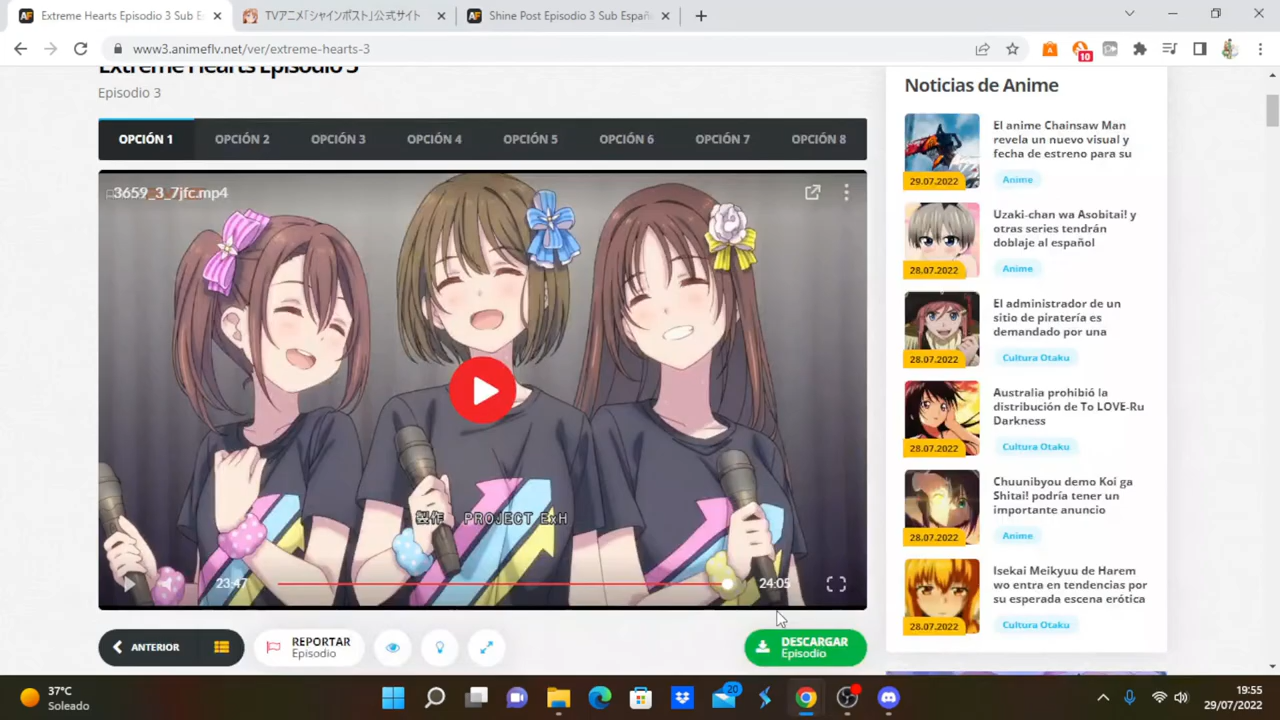 Extreme Hearts Episodio 3 Sub E
TVアニメ「シャインポスト」公式サイト
Shine Post Episodio 3 Sub Españ
www3.animeflv.net/ver/extreme-hearts-3
10
Extreme Hearts Episodio 3
Episodio 3
OPCIÓN 1
OPCIÓN 2
OPCIÓN 3
OPCIÓN 4
OPCIÓN 5
OPCIÓN 6
OPCIÓN 7
OPCIÓN 8
3659_3_7jfc.mp4
製作 PROJECT ExH
23:47
24:05
ANTERIOR
REPORTAR
Episodio
DESCARGAR
Episodio
Noticias de Anime
El anime Chainsaw Man
revela un nuevo visual y
fecha de estreno para su
29.07.2022
Anime
Uzaki-chan wa Asobitai! y
otras series tendrán
doblaje al español
28.07.2022
Anime
El administrador de un
sitio de piratería es
demandado por una
28.07.2022
Cultura Otaku
Australia prohibió la
distribución de To LOVE-Ru
Darkness
28.07.2022
Cultura Otaku
Chuunibyou demo Koi ga
Shitai! podría tener un
importante anuncio
28.07.2022
Anime
Isekai Meikyuu de Harem
wo entra en tendencias por
su esperada escena erótica
28.07.2022
Cultura Otaku
37°C
Soleado
20
19:55
29/07/2022